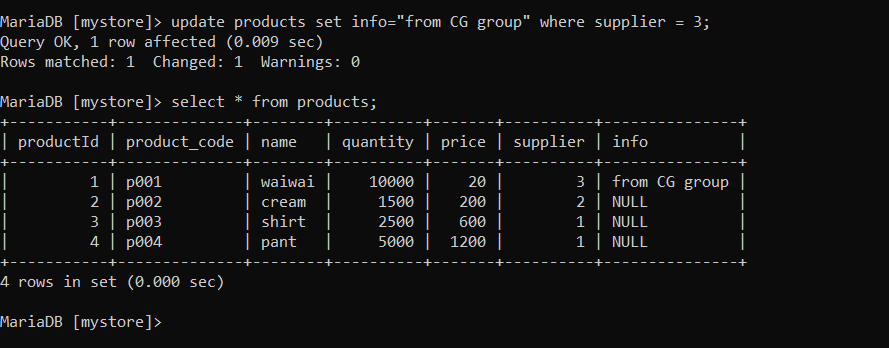 MariaDB [mystore]> update products set info="from CG group" where supplier = 3;
Query OK, 1 row affected (0.009 sec)
Rows matched: 1  Changed: 1  Warnings: 0

MariaDB [mystore]> select * from products;
+-----------+--------------+--------+----------+-------+----------+---------------+
| productId | product_code | name   | quantity | price | supplier | info          |
+-----------+--------------+--------+----------+-------+----------+---------------+
|         1 | p001         | waiwai |    10000 |    20 |        3 | from CG group |
|         2 | p002         | cream  |     1500 |   200 |        2 | NULL          |
|         3 | p003         | shirt  |     2500 |   600 |        1 | NULL          |
|         4 | p004         | pant   |     5000 |  1200 |        1 | NULL          |
+-----------+--------------+--------+----------+-------+----------+---------------+
4 rows in set (0.000 sec)

MariaDB [mystore]>